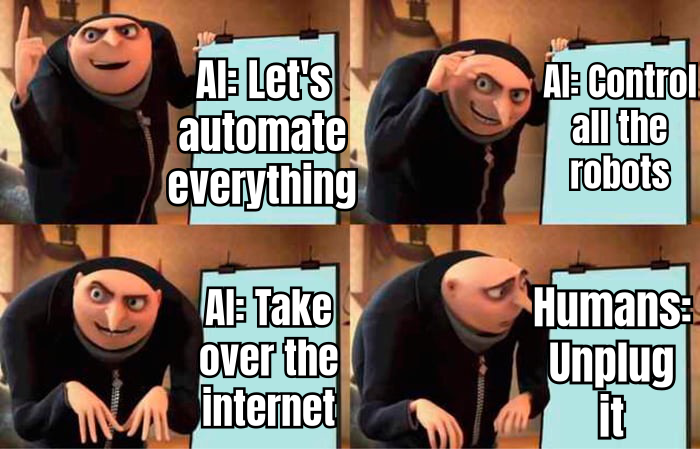 AI: Let's
automate
everything
AI: Control
all the
robots
AI: Take
over the
internet
Humans:
Unplug
it